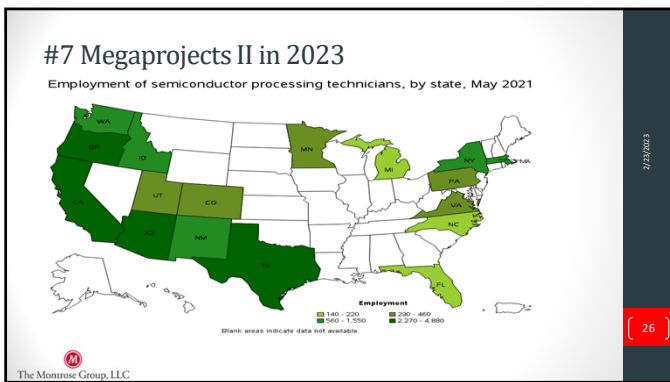 #7 Megaprojects II in 2023
Employment of semiconductor processing technicians, by state, May 2021
WA
OR
ID
MN
MI
NY
MA
PA
UT
CO
VA
CA
NC
AZ
NM
TX
FL
Employment
140 - 220
290 - 460
560 - 1,550
2,270 - 4,880
Blank areas indicate data not available.
M
The Montrose Group, LLC
2/23/2023
26